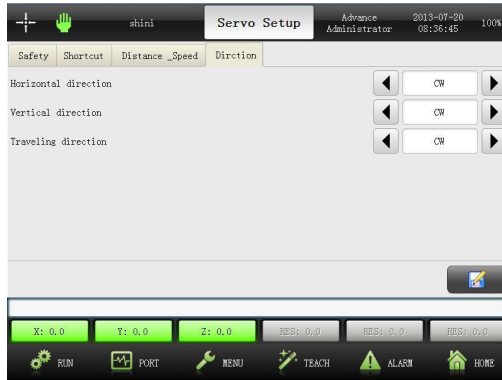 shini Servo Setup Advance Administrator 2013-07-20 08:36:45 100%
Safety Shortcut Distance _Speed Dirction
Horizontal direction CW
Vertical direction CW
Traveling direction CW
X: 0.0 Y: 0.0 Z: 0.0 RES: 0.0 RES: 0.0 RES: 0.0
RUN PORT MENU TEACH ALARM HOME